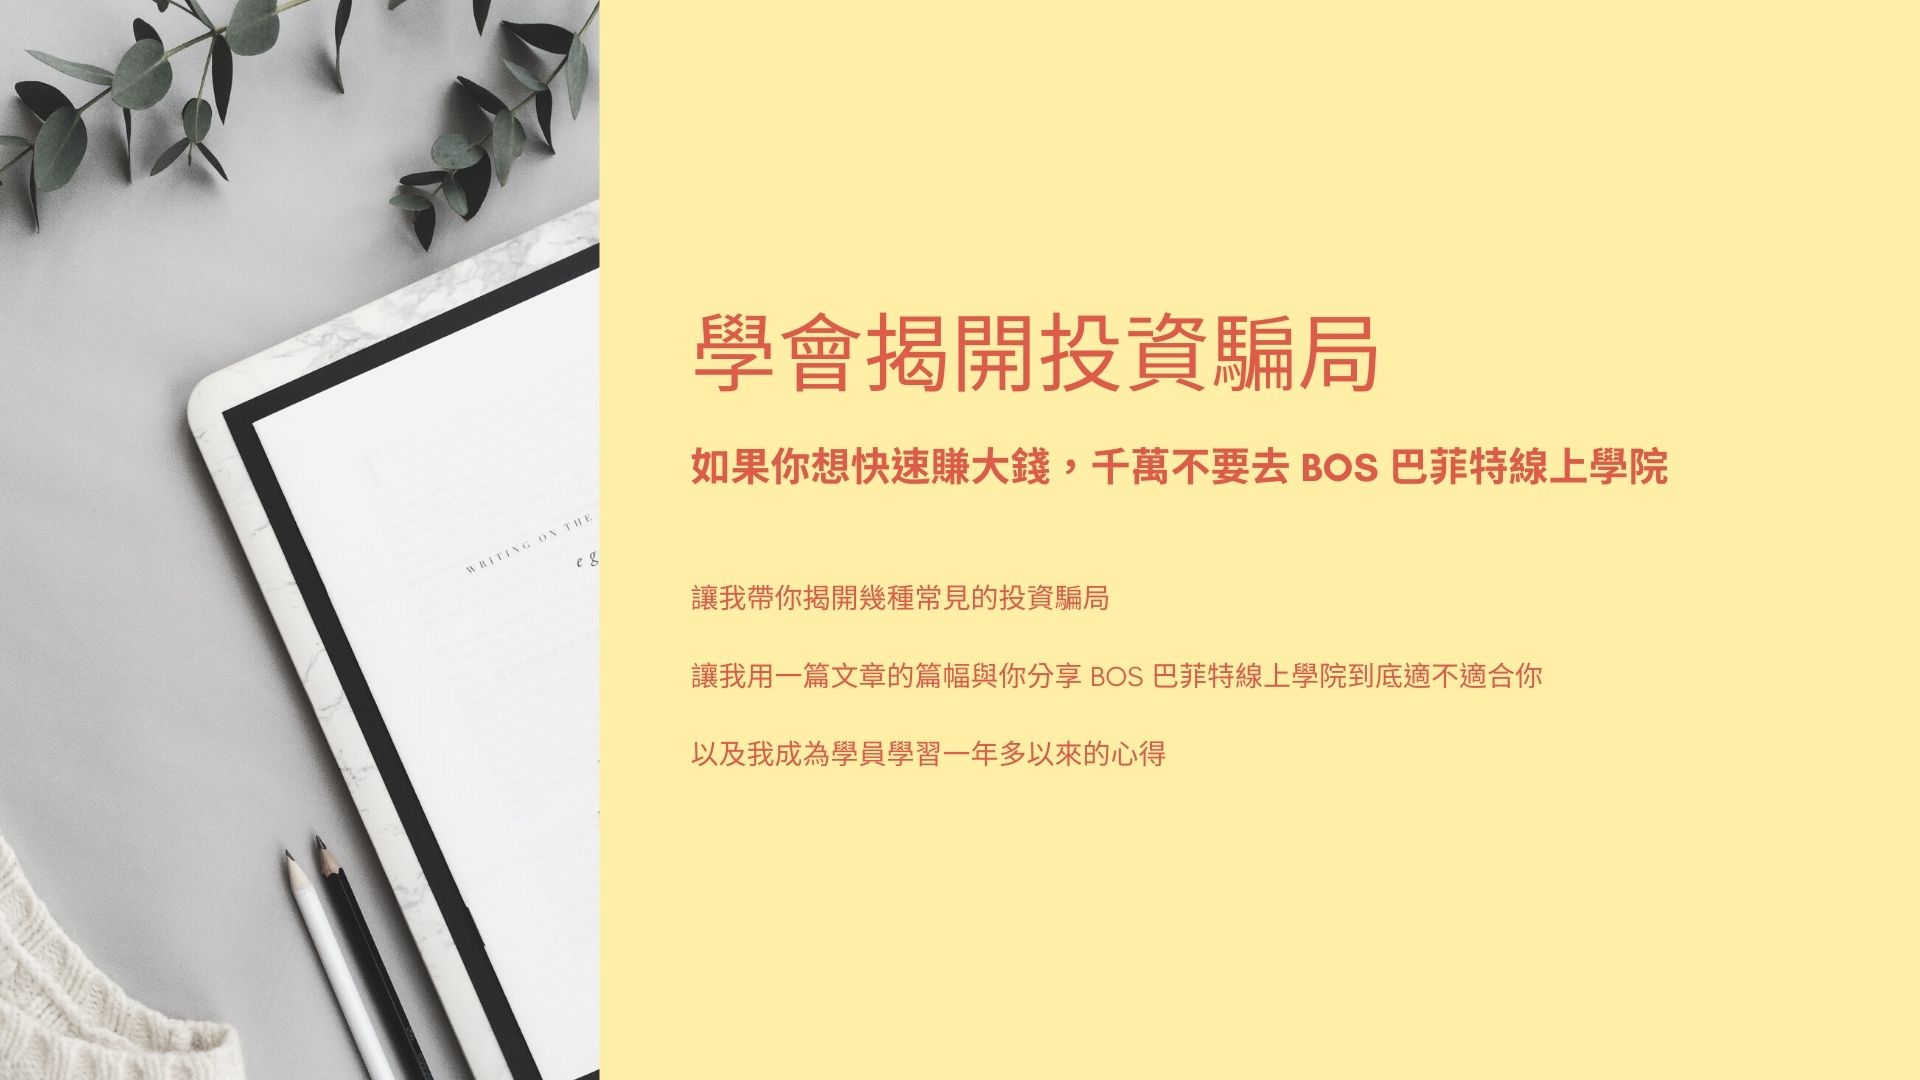 WRITING ON THE
eg
學會揭開投資騙局
如果你想快速賺大錢，千萬不要去 BOS 巴菲特線上學院
讓我帶你揭開幾種常見的投資騙局
讓我用一篇文章的篇幅與你分享 BOS 巴菲特線上學院到底適不適合你
以及我成為學員學習一年多以來的心得